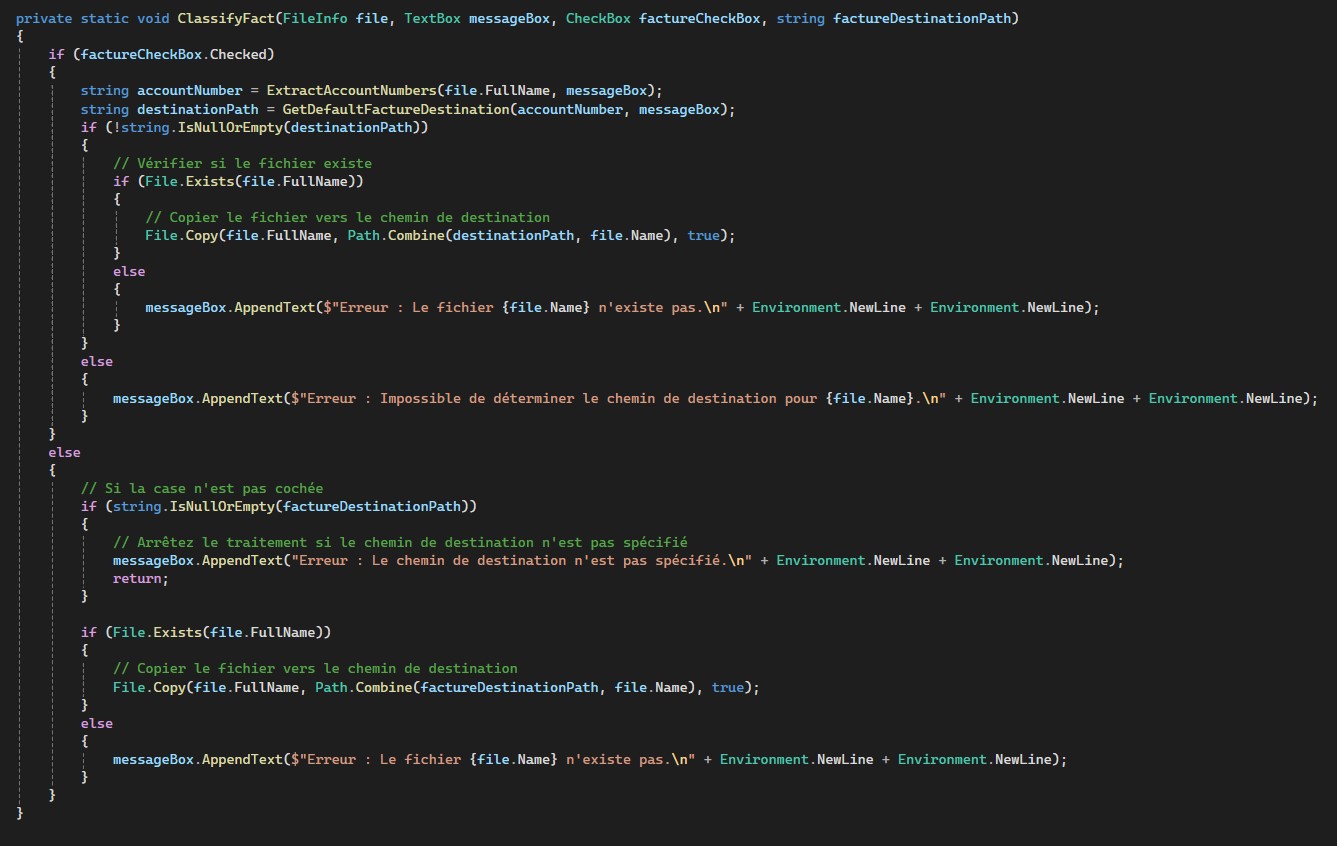 private static void ClassifyFact(FileInfo file, TextBox messageBox, CheckBox factureCheckBox, string factureDestinationPath)
{
    if (factureCheckBox.Checked)
    {
        string accountNumber = ExtractAccountNumbers(file.FullName, messageBox);
        string destinationPath = GetDefaultFactureDestination(accountNumber, messageBox);
        if (!string.IsNullOrEmpty(destinationPath))
        {
            // Vérifier si le fichier existe
            if (File.Exists(file.FullName))
            {
                // Copier le fichier vers le chemin de destination
                File.Copy(file.FullName, Path.Combine(destinationPath, file.Name), true);
            }
            else
            {
                messageBox.AppendText($"Erreur : Le fichier {file.Name} n'existe pas.\n" + Environment.NewLine + Environment.NewLine);
            }
        }
        else
        {
            messageBox.AppendText($"Erreur : Impossible de déterminer le chemin de destination pour {file.Name}.\n" + Environment.NewLine + Environment.NewLine);
        }
    }
    else
    {
        // Si la case n'est pas cochée
        if (string.IsNullOrEmpty(factureDestinationPath))
        {
            // Arrêtez le traitement si le chemin de destination n'est pas spécifié
            messageBox.AppendText("Erreur : Le chemin de destination n'est pas spécifié.\n" + Environment.NewLine + Environment.NewLine);
            return;
        }

        if (File.Exists(file.FullName))
        {
            // Copier le fichier vers le chemin de destination
            File.Copy(file.FullName, Path.Combine(factureDestinationPath, file.Name), true);
        }
        else
        {
            messageBox.AppendText($"Erreur : Le fichier {file.Name} n'existe pas.\n" + Environment.NewLine + Environment.NewLine);
        }
    }
}